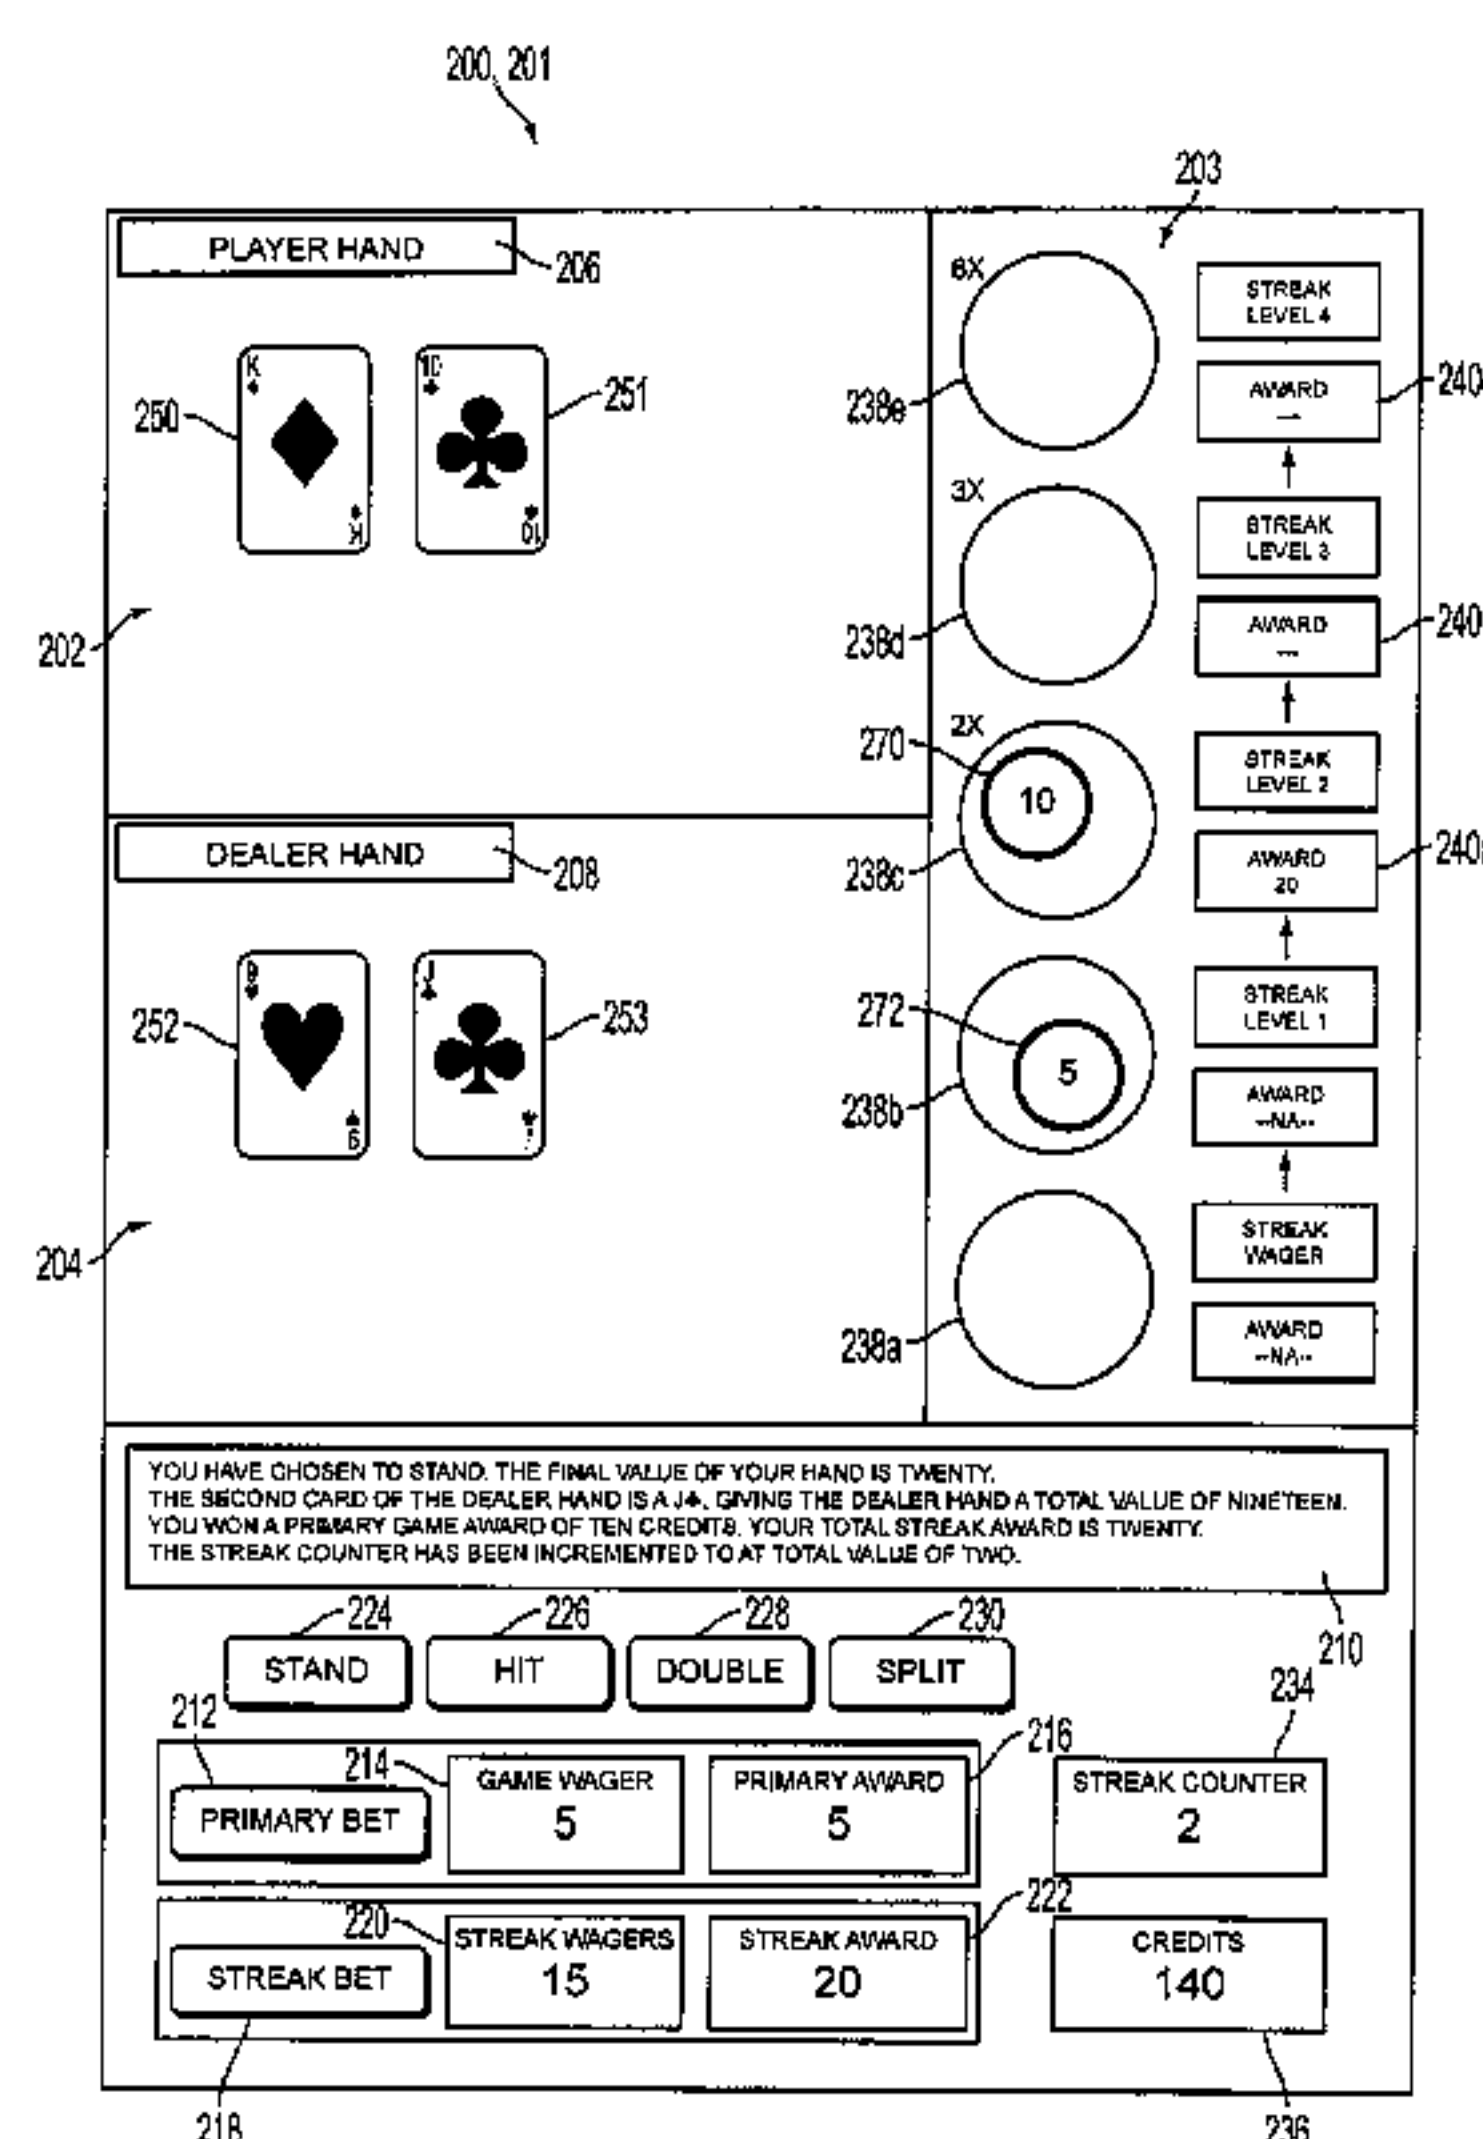 200, 201
203
PLAYER HAND
206
6X
STREAK
LEVEL 4
K
10
250
251
238e
AWARD
240
K
10
3X
STREAK
LEVEL 3
202
238d
AWARD
---
240
2X
270
10
STREAK
LEVEL 2
DEALER HAND
208
238c
AWARD
20
240
9
J
252
253
272
5
STREAK
LEVEL 1
238b
AWARD
--NA--
9
204
STREAK
WAGER
238a
AWARD
--NA--
YOU HAVE CHOSEN TO STAND. THE FINAL VALUE OF YOUR HAND IS TWENTY.
THE SECOND CARD OF THE DEALER HAND IS A J♣, GIVING THE DEALER HAND A TOTAL VALUE OF NINETEEN.
YOU WON A PRIMARY GAME AWARD OF TEN CREDITS. YOUR TOTAL STREAK AWARD IS TWENTY.
THE STREAK COUNTER HAS BEEN INCREMENTED TO AT TOTAL VALUE OF TWO.
210
224 226 228 230
STAND HIT DOUBLE SPLIT
212
214
216
234
PRIMARY BET
GAME WAGER
5
PRIMARY AWARD
5
STREAK COUNTER
2
220
222
STREAK BET
STREAK WAGERS
15
STREAK AWARD
20
CREDITS
140
218
236